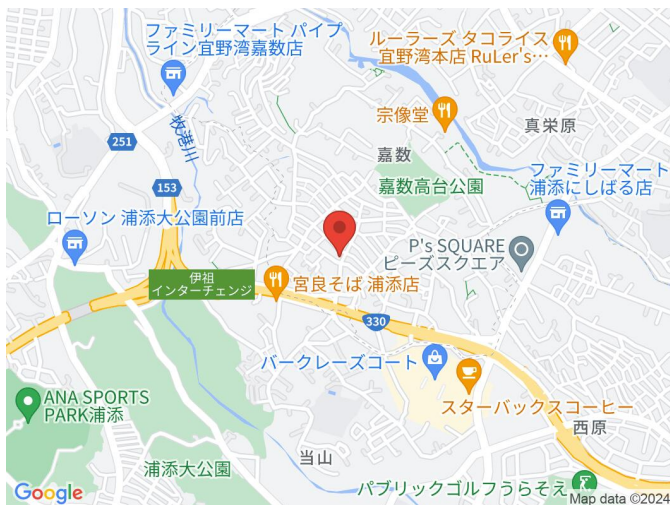 ファミリーマート パイプ
ライン宜野湾嘉数店
ルーラーズ タコライス
宜野湾本店 RuLer's…
宗像堂
真栄原
牧港川
251
嘉数
153
嘉数高台公園
ファミリーマート
浦添にしばる店
ローソン 浦添大公園前店
P's SQUARE
ピーズスクエア
伊祖
インターチェンジ
宮良そば 浦添店
330
バークレーズコート
ANA SPORTS
PARK浦添
スターバックスコーヒー
西原
当山
浦添大公園
パブリックゴルフうらそえ
Google
Map data ©2024